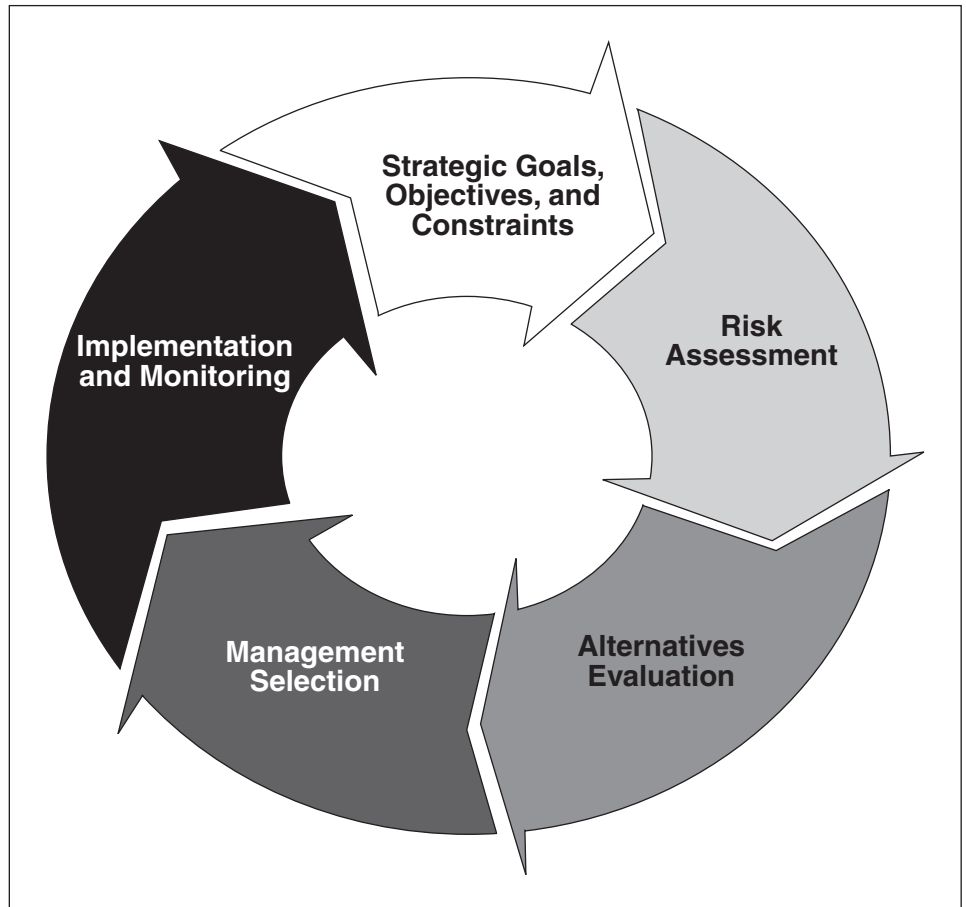 Strategic Goals,
Objectives, and
Constraints
Risk
Assessment
Alternatives
Evaluation
Management
Selection
Implementation
and Monitoring